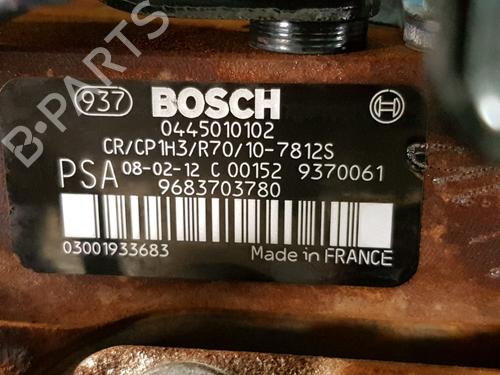 B-PARTS
937 BOSCH
0445010102
CR/CP1H3/R70/10-7812S
PSA 08-02-12 C 00152 9370061
9683703780
03001933683 Made in FRANCE